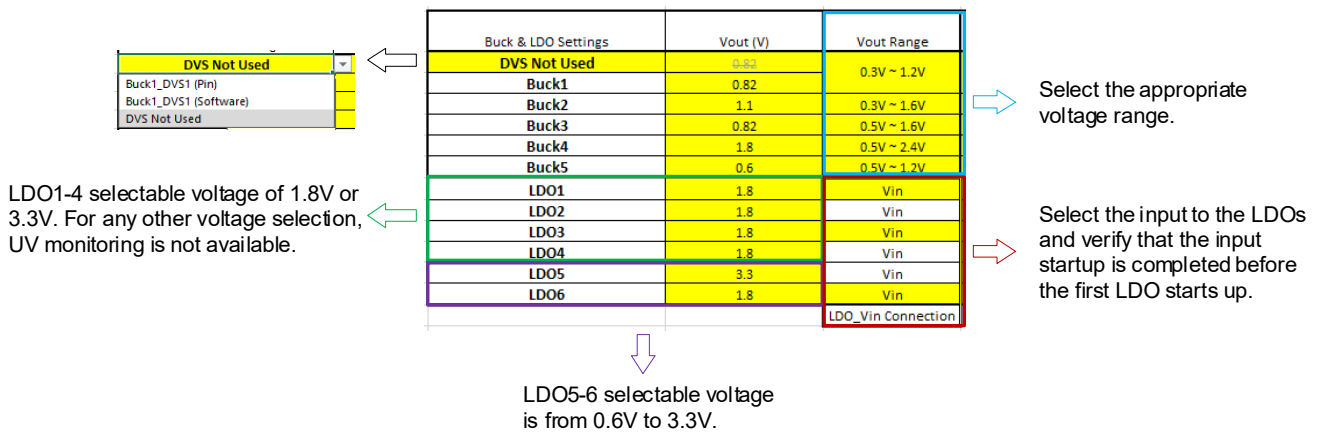 DVS Not Used
Buck1_DVS1 (Pin)
Buck1_DVS1 (Software)
DVS Not Used
Buck & LDO Settings Vout (V) Vout Range
DVS Not Used 0.82 0.3V ~ 1.2V
Buck1 0.82
Buck2 1.1 0.3V ~ 1.6V
Buck3 0.82 0.5V ~ 1.6V
Buck4 1.8 0.5V ~ 2.4V
Buck5 0.6 0.5V ~ 1.2V
LDO1 1.8 Vin
LDO2 1.8 Vin
LDO3 1.8 Vin
LDO4 1.8 Vin
LDO5 3.3 Vin
LDO6 1.8 Vin
LDO_Vin Connection
Select the appropriate
voltage range.
LDO1-4 selectable voltage of 1.8V or
3.3V. For any other voltage selection,
UV monitoring is not available.
Select the input to the LDOs
and verify that the input
startup is completed before
the first LDO starts up.
LDO5-6 selectable voltage
is from 0.6V to 3.3V.